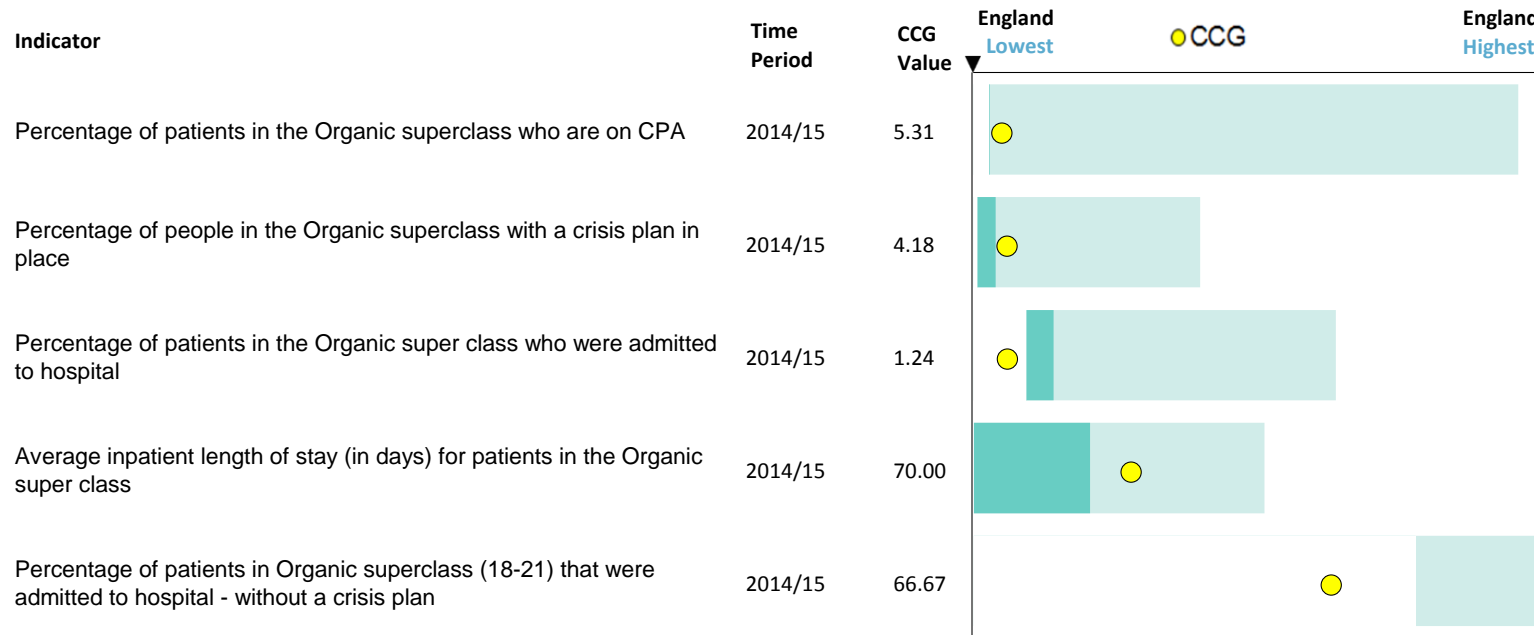 Indicator
Time Period
CCG Value
England Lowest
CCG
England Highest
Percentage of patients in the Organic superclass who are on CPA 2014/15 5.31
Percentage of people in the Organic superclass with a crisis plan in
place 2014/15 4.18
Percentage of patients in the Organic super class who were admitted
to hospital 2014/15 1.24
Average inpatient length of stay (in days) for patients in the Organic
super class 2014/15 70.00
Percentage of patients in Organic superclass (18-21) that were
admitted to hospital - without a crisis plan 2014/15 66.67